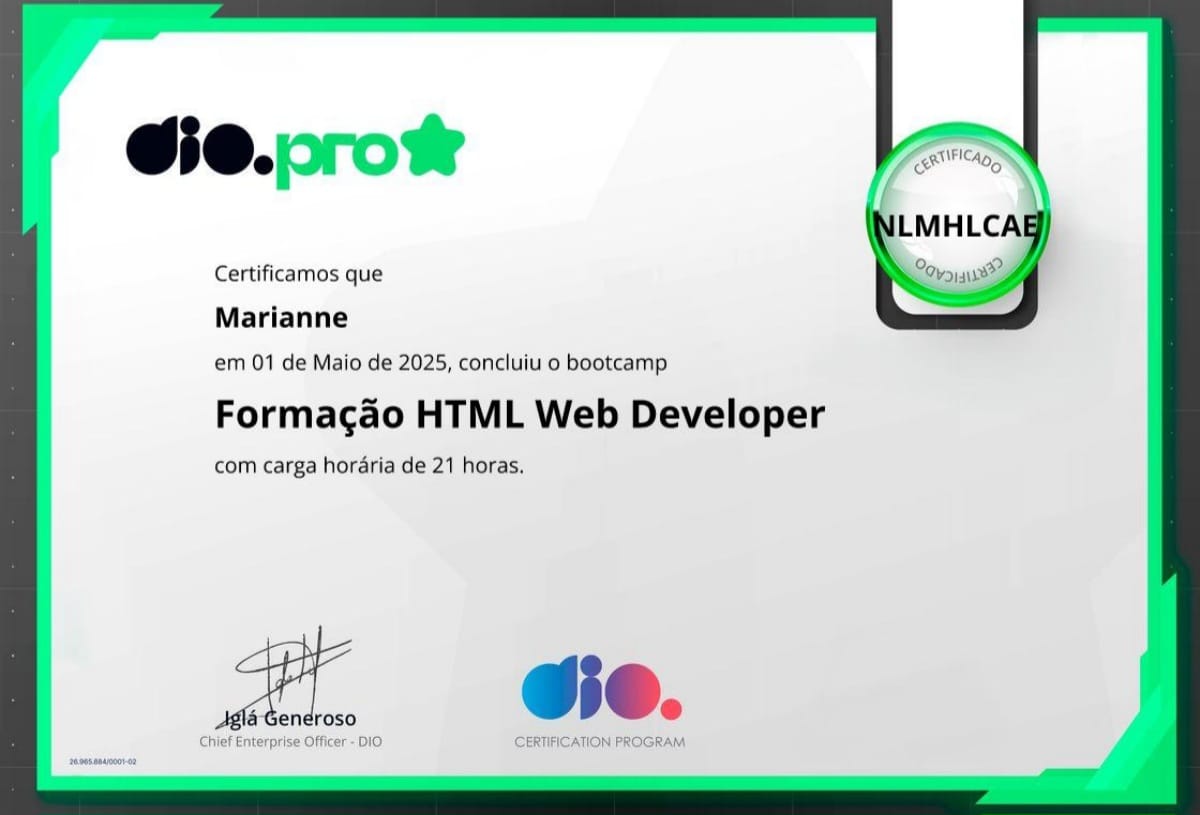 dio.pro
CERTIFICADO
NLMHLCAE
CERTIFICADO
Certificamos que
Marianne
em 01 de Maio de 2025, concluiu o bootcamp
Formação HTML Web Developer
com carga horária de 21 horas.
Iglá Generoso
Chief Enterprise Officer - DIO
dio.
CERTIFICATION PROGRAM
26.965.884/0001-02